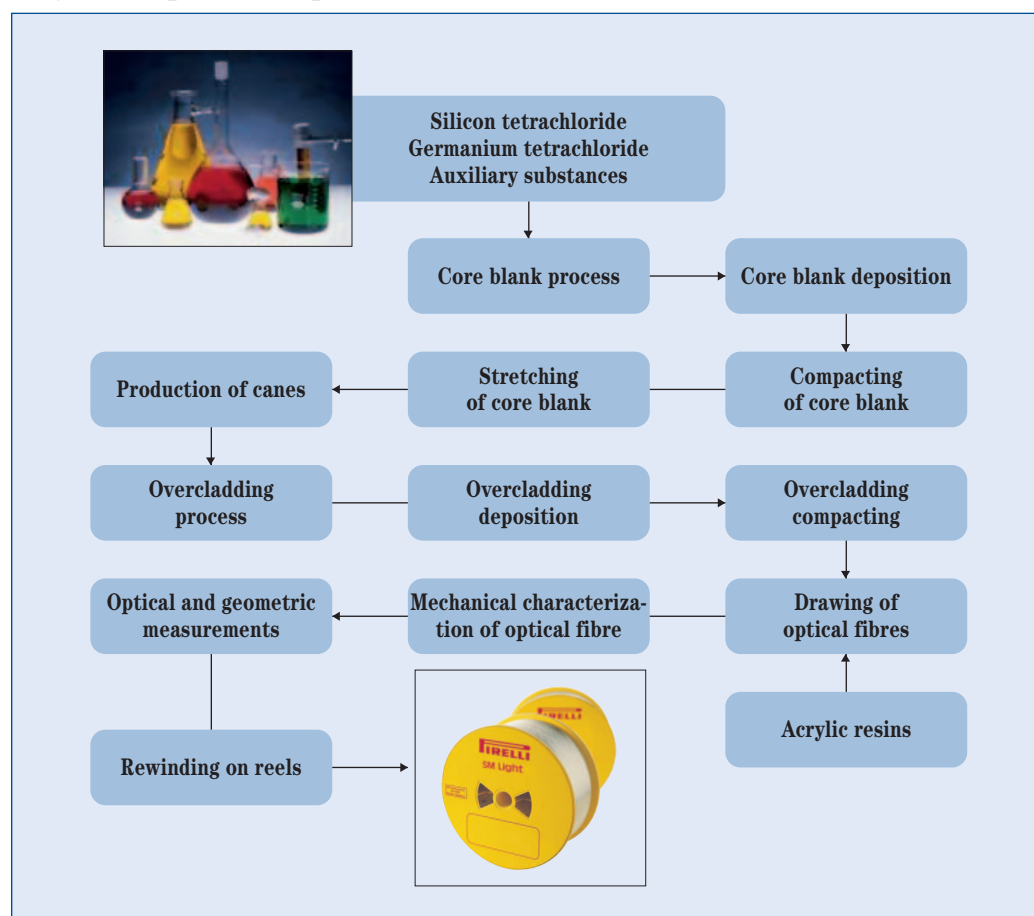 Silicon tetrachloride
Germanium tetrachloride
Auxiliary substances
Core blank process
Core blank deposition
Production of canes
Stretching
of core blank
Compacting
of core blank
Overcladding
process
Overcladding
deposition
Overcladding
compacting
Optical and geometric
measurements
Mechanical characteriza-
tion of optical fibre
Drawing of
optical fibres
Acrylic resins
Rewinding on reels
PIRELLI
SM Light